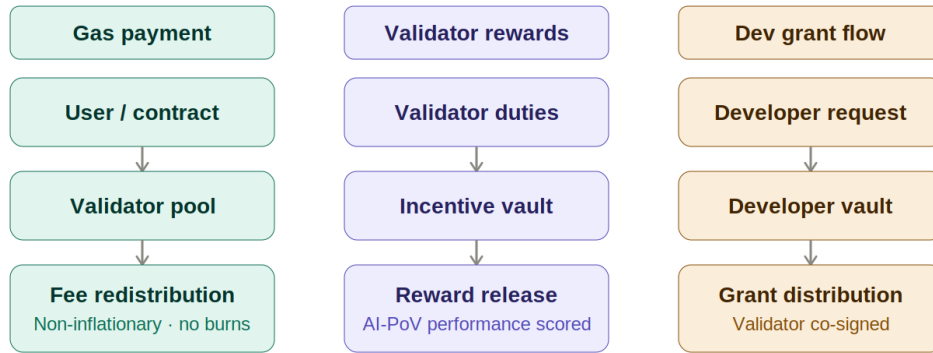 Gas payment
User / contract
Validator pool
Fee redistribution
Non-inflationary · no burns
Validator rewards
Validator duties
Incentive vault
Reward release
AI-PoV performance scored
Dev grant flow
Developer request
Developer vault
Grant distribution
Validator co-signed